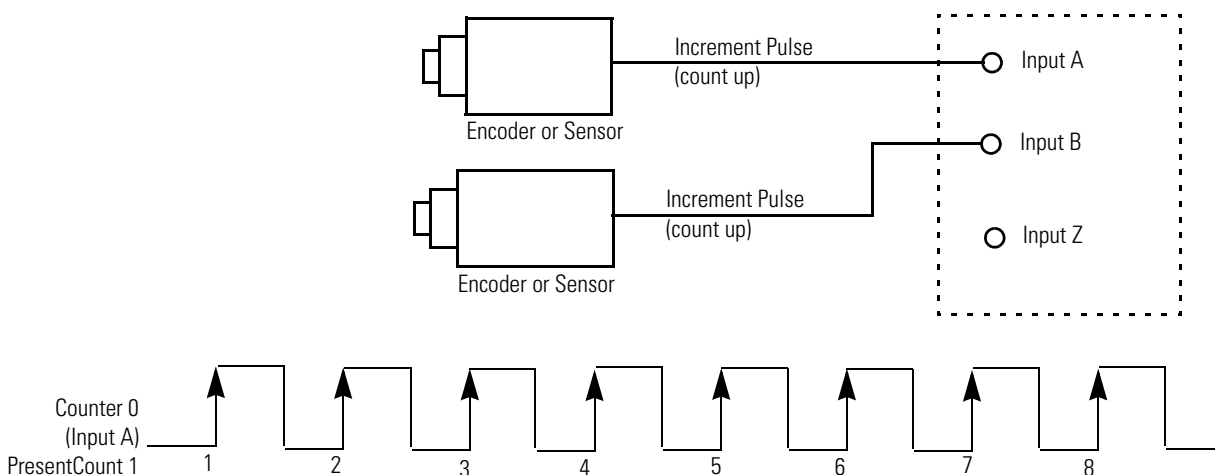 Increment Pulse
(count up)
Input A
Encoder or Sensor
Input B
Increment Pulse
(count up)
Input Z
Encoder or Sensor
Counter 0
(Input A)
PresentCount 1 1 2 3 4 5 6 7 8